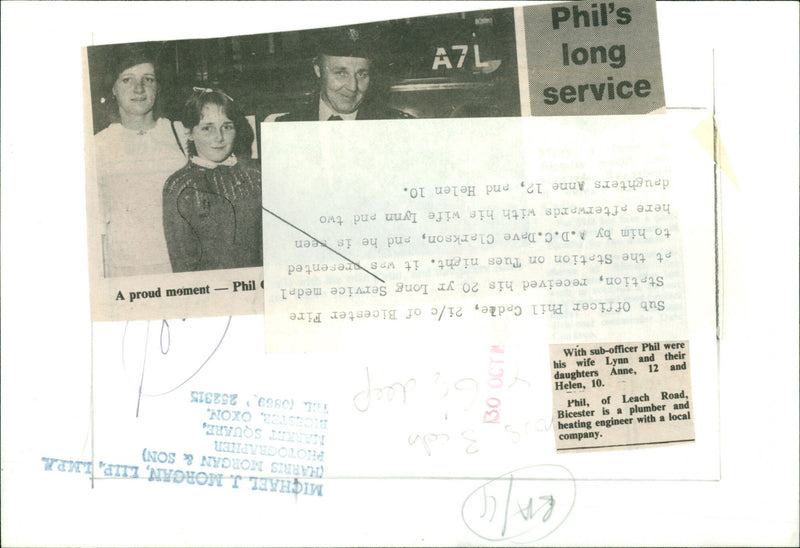 Phil's
long
service
A7L
A proud moment — Phil C
Sub Officer Phil Cadle, 2i/c of Bicester Fire
Station, received his 20 yr Long Service medal
at the Station on Tues night. it was presented
to him by A.D.C.Dave Clarkson, and he is seen
here afterwards with his wife Lynn and two
daughters Anne 12, and Helen 10.
With sub-officer Phil were
his wife Lynn and their
daughters Anne, 12 and
Helen, 10.
Phil, of Leach Road,
Bicester is a plumber and
heating engineer with a local
company.
30 OCT
deep
MICHAEL J. MORGAN, LIIP, I.M.P.A.
(HARRIS MORGAN & SON)
PHOTOGRAPHER
MARKET SQUARE,
BICESTER, OXON.
TEL (0869) 252315